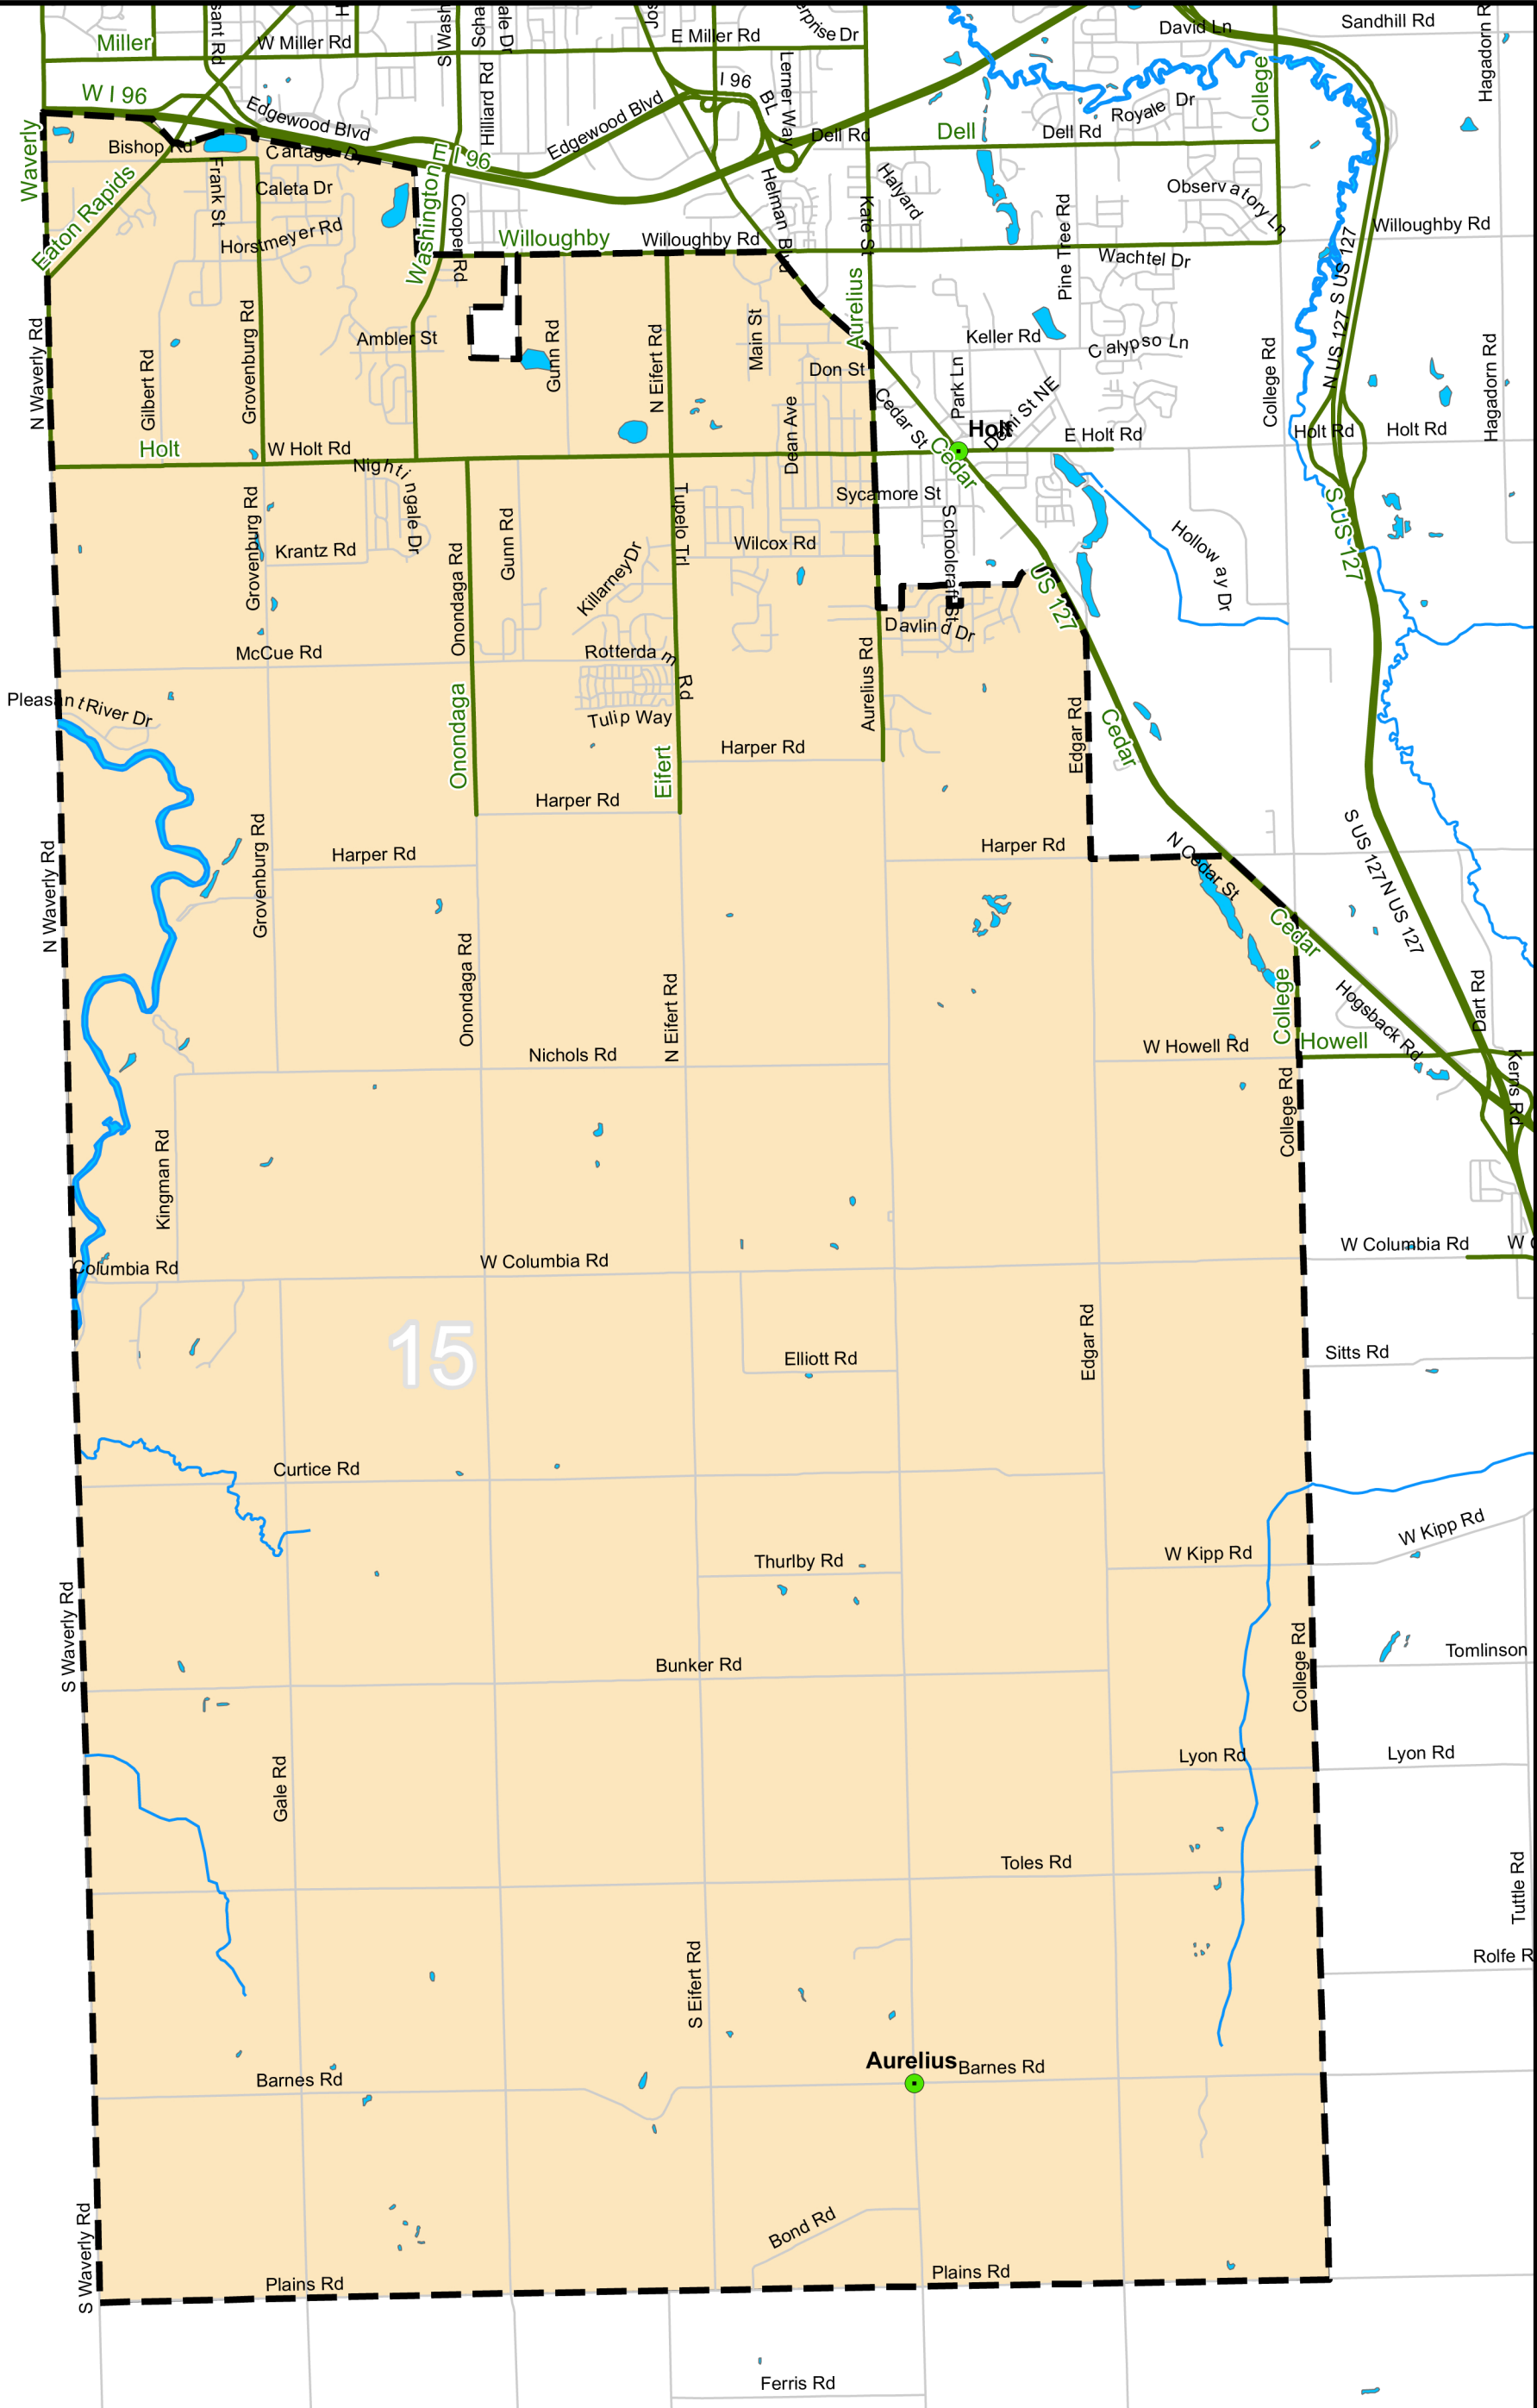 Miller
W Miller Rd
E Miller Rd
David Ln
Sandhill Rd
Hilliard Rd
Lerner Way
W I 96
I 96
BL
Edgewood Blvd
Edgewood Blvd
E I 96
Dell Rd
Dell
Dell Rd
Royale Dr
College
Waverly
Bishop Rd
Cartago Dr
Eaton Rapids
Frank St
Caleta Dr
Horstmeyer Rd
Washington
Cooper Rd
Willoughby
Willoughby Rd
Helman Blvd
Halyard
Kate St
Aurelius
Pine Tree Rd
Observatory Ln
Wachtel Dr
Willoughby Rd
N US 127
S US 127
N Waverly Rd
Gilbert Rd
Grovenburg Rd
Ambler St
Gunn Rd
N Eifert Rd
Main St
Don St
Dean Ave
Keller Rd
Calypso Ln
Park Ln
Delhi St NE
Cedar St
Holt
Cedar
E Holt Rd
College Rd
Holt Rd
Holt Rd
Hagadorn Rd
Hagadorn Rd
Holt
W Holt Rd
Nightingale Dr
Sycamore St
Schoolcraft St
Grovenburg Rd
Krantz Rd
Onondaga Rd
Gunn Rd
Killarney Dr
Tupelo Trl
Wilcox Rd
Hollow ay Dr
S US 127
US 127
Davlind Dr
McCue Rd
Rotterdam
Rd
Tulip Way
Aurelius Rd
Edgar Rd
Cedar
Pleasant River Dr
Onondaga
Eifert
Harper Rd
Harper Rd
Harper Rd
Harper Rd
N Cedar St
S US 127
N US 127
N Waverly Rd
Grovenburg Rd
Onondaga Rd
N Eifert Rd
Cedar
College
Hogsback Rd
Dart Rd
Nichols Rd
W Howell Rd
Howell
Kerns Rd
Kingman Rd
College Rd
Columbia Rd
W Columbia Rd
W Columbia Rd
15
Elliott Rd
Edgar Rd
Sitts Rd
Curtice Rd
Thurlby Rd
W Kipp Rd
W Kipp Rd
S Waverly Rd
Bunker Rd
College Rd
Tomlinson
Gale Rd
Lyon Rd
Lyon Rd
Toles Rd
Tuttle Rd
S Eifert Rd
Rolfe R
Aurelius
Barnes Rd
Barnes Rd
S Waverly Rd
Bond Rd
Plains Rd
Plains Rd
Ferris Rd